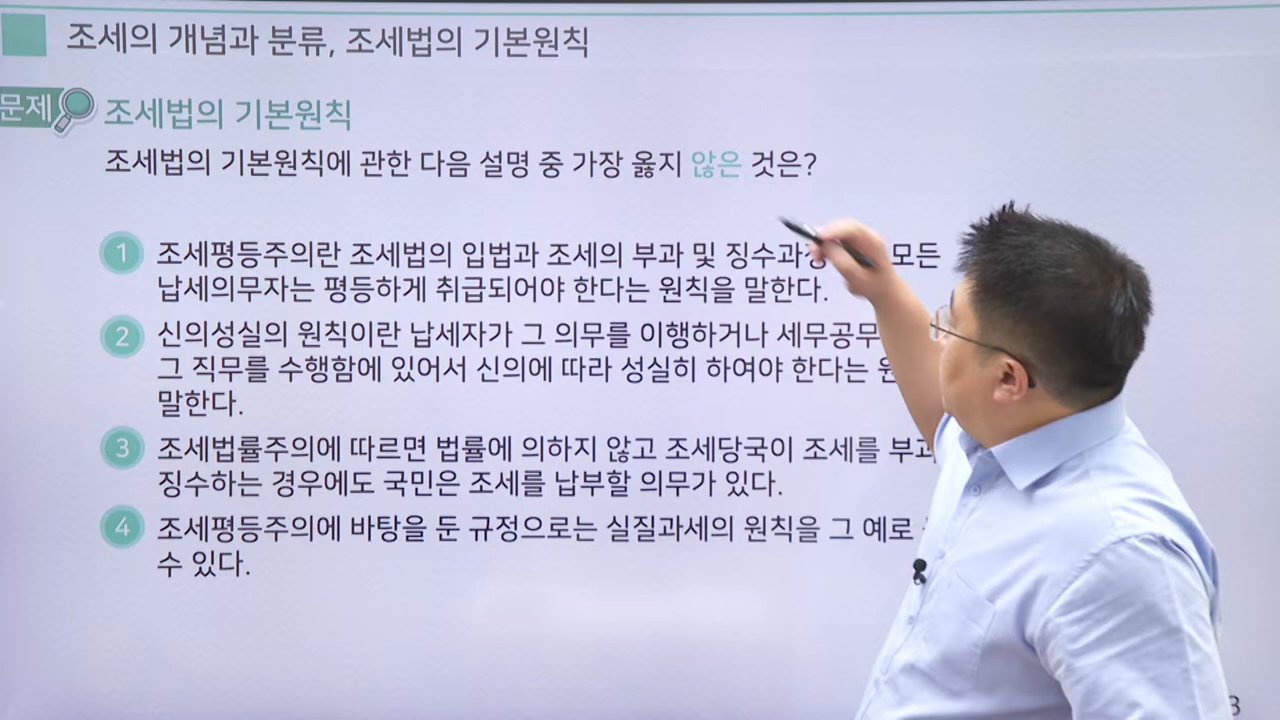 조세의 개념과 분류, 조세법의 기본원칙
문제 조세법의 기본원칙
조세법의 기본원칙에 관한 다음 설명 중 가장 옳지 않은 것은?
1 조세평등주의란 조세법의 입법과 조세의 부과 및 모든
납세의무자는 평등하게 취급되어야 한다는 원칙을 말한다.
2 신의성실의 원칙이란 납세자가 그 의무를 이행하거나
그 직무를 수행함에 있어서 신의에 따라 성실히 하여야 한다는
말한다.
3 조세법률주의에 따르면 법률에 의하지 않고 조세당국이 조세를
징수하는 경우에도 국민은 조세를 납부할 의무가 있다.
4 조세평등주의에 바탕을 둔 규정으로는 실질과세의 원칙을 그 예로
수 있다.